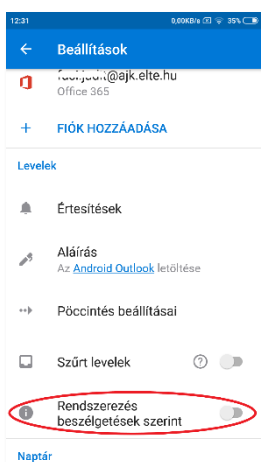 12:31 0,00KB/s 35%
Beállítások
@ajk.elte.hu
Office 365
+ FIÓK HOZZÁADÁSA
Levelek
Értesítések
Aláírás
Az Android Outlook letöltése
Pöccintés beállításai
Szűrt levelek
Rendszerezés
beszélgetések szerint
Naptár